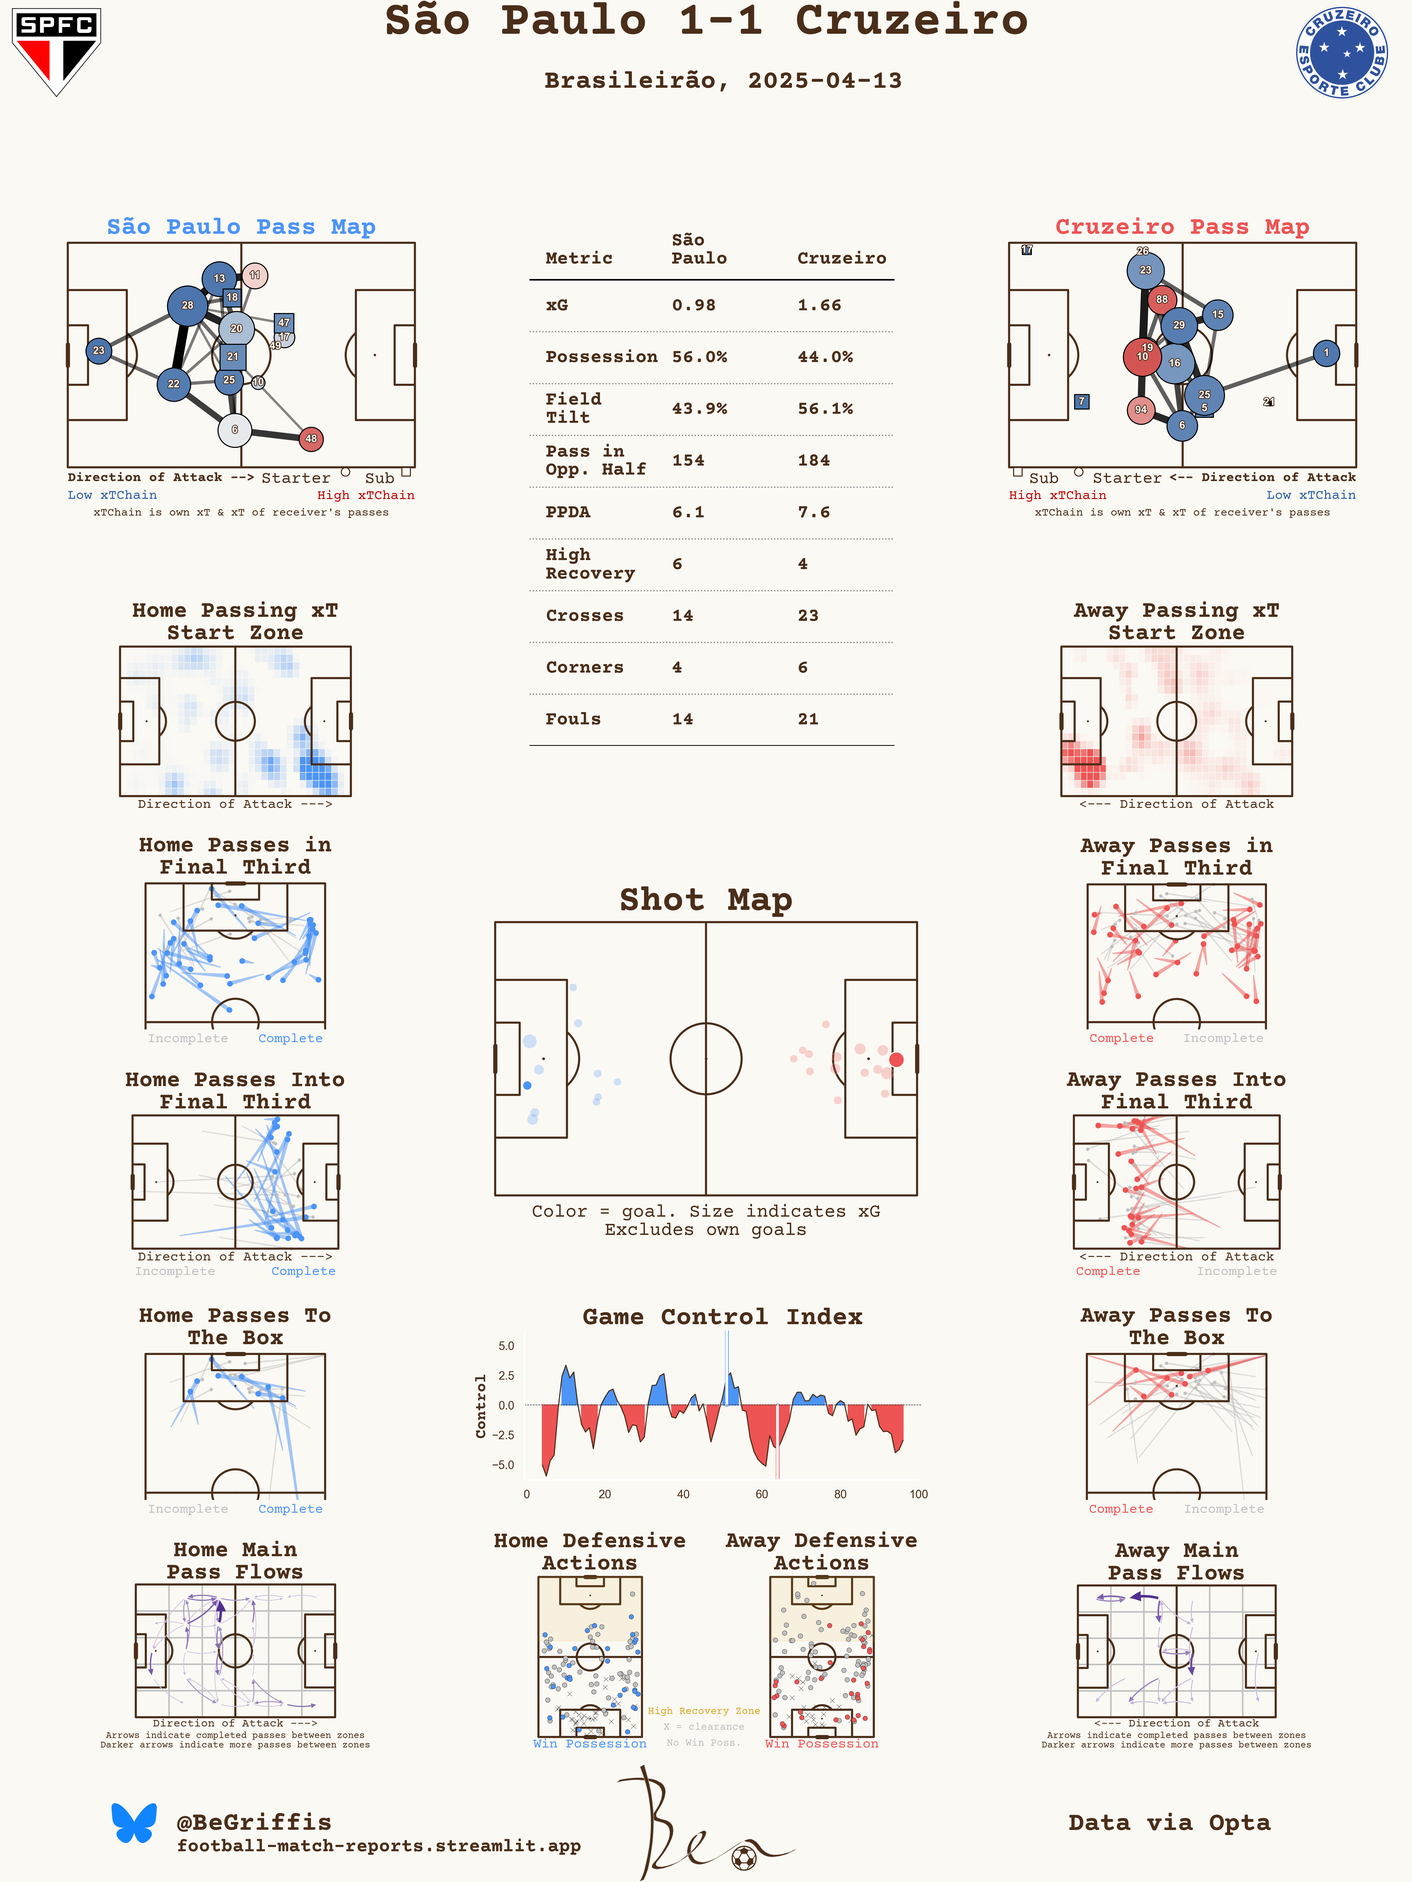 São Paulo 1-1 Cruzeiro
Brasileirão, 2025-04-13
SPFC
CRUZEIRO
ESPORTE CLUBE
São Paulo Pass Map
13
11
18
28
47
20
17
49
23
21
22
25
10
6
48
Direction of Attack --> Starter Sub
Low xTChain High xTChain
xTChain is own xT & xT of receiver's passes
Metric São Paulo Cruzeiro
xG 0.98 1.66
Possession 56.0% 44.0%
Field Tilt 43.9% 56.1%
Pass in Opp. Half 154 184
PPDA 6.1 7.6
High Recovery 6 4
Crosses 14 23
Corners 4 6
Fouls 14 21
Cruzeiro Pass Map
17
26
23
88
15
29
19
10
16
1
25
7
94
5
21
6
Sub Starter <-- Direction of Attack
High xTChain Low xTChain
xTChain is own xT & xT of receiver's passes
Home Passing xT
Start Zone
Direction of Attack --->
Away Passing xT
Start Zone
<--- Direction of Attack
Home Passes in
Final Third
Incomplete Complete
Away Passes in
Final Third
Complete Incomplete
Shot Map
Color = goal. Size indicates xG
Excludes own goals
Home Passes Into
Final Third
Direction of Attack --->
Incomplete Complete
Away Passes Into
Final Third
<--- Direction of Attack
Complete Incomplete
Home Passes To
The Box
Incomplete Complete
Game Control Index
Control
5.0
2.5
0.0
−2.5
−5.0
0 20 40 60 80 100
Away Passes To
The Box
Complete Incomplete
Home Main
Pass Flows
Direction of Attack --->
Arrows indicate completed passes between zones
Darker arrows indicate more passes between zones
Home Defensive
Actions
Win Possession
High Recovery Zone
X = clearance
No Win Poss.
Away Defensive
Actions
Win Possession
Away Main
Pass Flows
<--- Direction of Attack
Arrows indicate completed passes between zones
Darker arrows indicate more passes between zones
@BeGriffis
football-match-reports.streamlit.app
Ben
Data via Opta